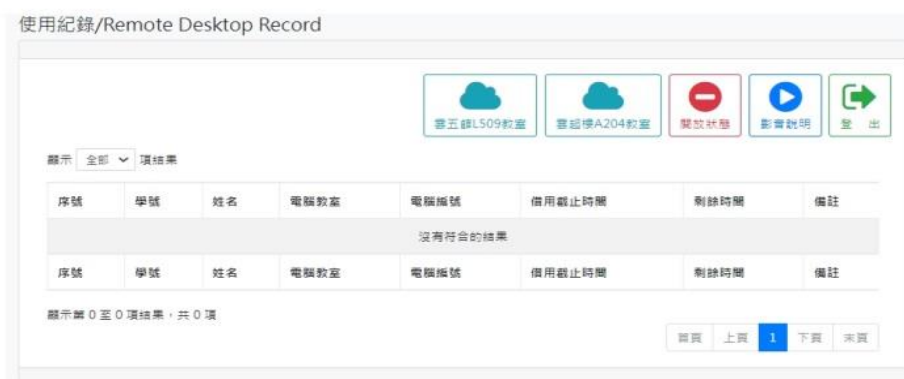 使用紀錄/Remote Desktop Record
雲五館L509教室 雲超樓A204教室 開放狀態 影音說明 登 出
顯示 全部 項結果
序號 學號 姓名 電腦教室 電腦編號 借用截止時間 剩餘時間 備註
沒有符合的結果
序號 學號 姓名 電腦教室 電腦編號 借用截止時間 剩餘時間 備註
顯示第 0 至 0 項結果，共 0 項
首頁 上頁 1 下頁 末頁